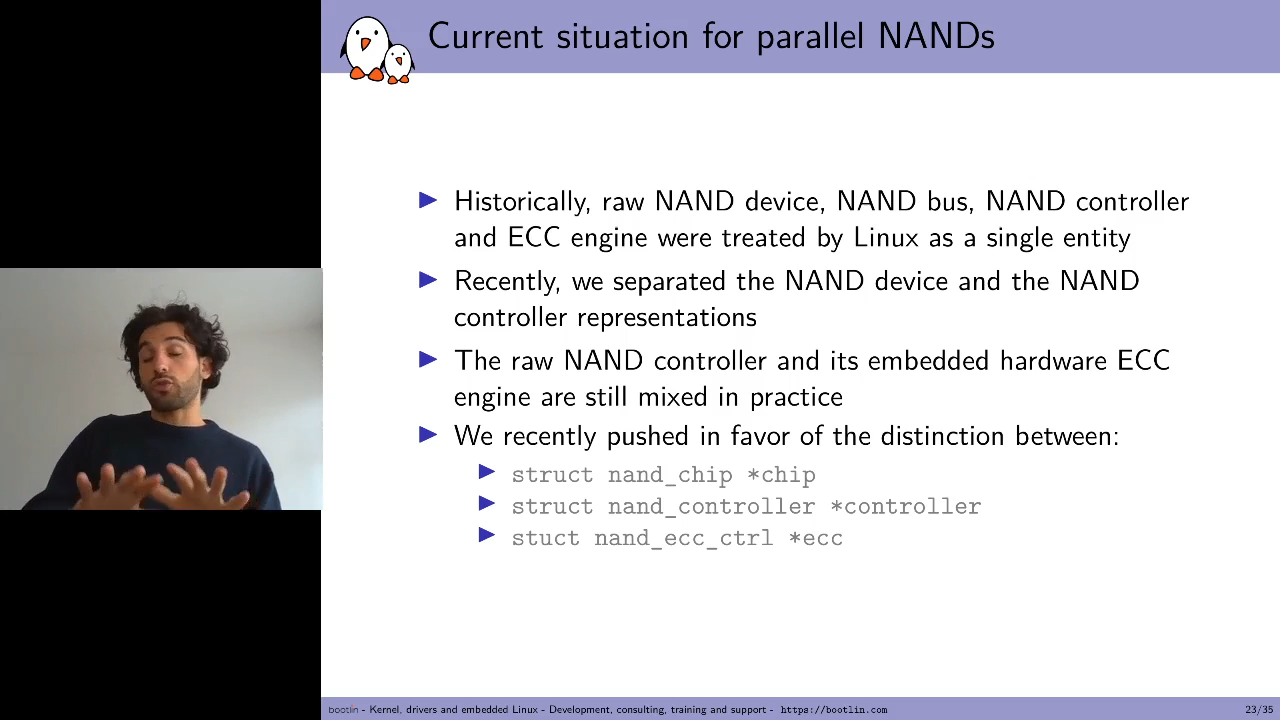 Current situation for parallel NANDs
Historically, raw NAND device, NAND bus, NAND controller
and ECC engine were treated by Linux as a single entity
Recently, we separated the NAND device and the NAND
controller representations
The raw NAND controller and its embedded hardware ECC
engine are still mixed in practice
We recently pushed in favor of the distinction between:
struct nand_chip *chip
struct nand_controller *controller
stuct nand_ecc_ctrl *ecc
bootlin - Kernel, drivers and embedded Linux - Development, consulting, training and support - https://bootlin.com
23/35